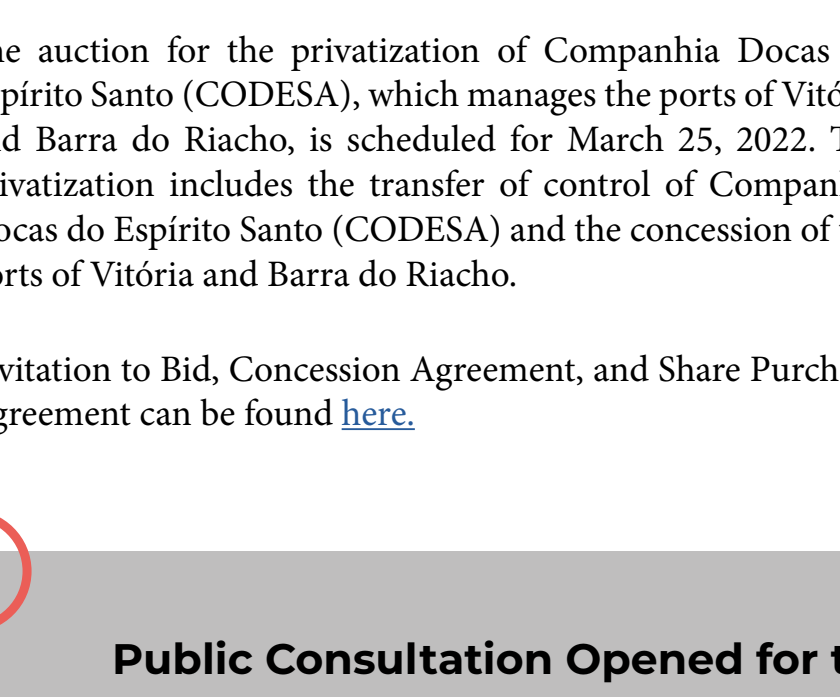 he auction for the privatization of Companhia Docas
pírito Santo (CODESA), which manages the ports of Vitó
d Barra do Riacho, is scheduled for March 25, 2022. T
ivatization includes the transfer of control of Compan
ocas do Espírito Santo (CODESA) and the concession of
orts of Vitória and Barra do Riacho.
vitation to Bid, Concession Agreement, and Share Purch
greement can be found here.
Public Consultation Opened for t